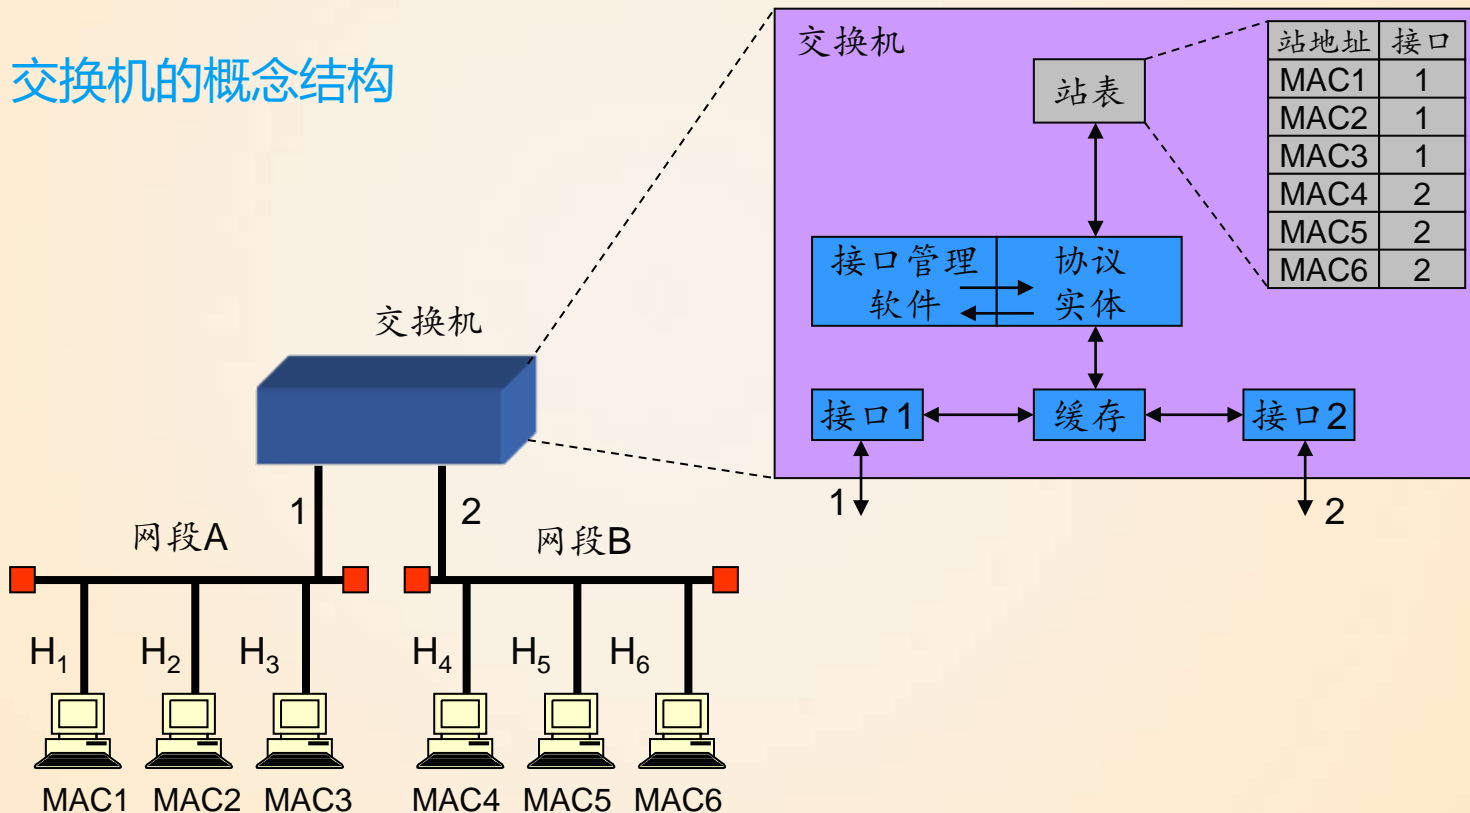 交换机的概念结构
交换机
站表
站地址 接口
MAC1 1
MAC2 1
MAC3 1
MAC4 2
MAC5 2
MAC6 2
接口管理
软件
协议
实体
接口1
缓存
接口2
1
2
交换机
1
2
网段A
网段B
H1
H2
H3
H4
H5
H6
MAC1
MAC2
MAC3
MAC4
MAC5
MAC6